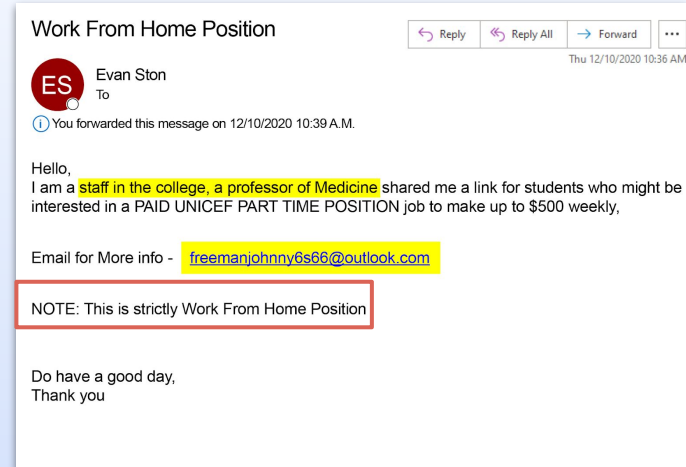 Work From Home Position
Reply
Reply All
Forward
...
Thu 12/10/2020 10:36 AM
ES
Evan Ston
To
i
You forwarded this message on 12/10/2020 10:39 A.M.
Hello,
I am a staff in the college, a professor of Medicine shared me a link for students who might be
interested in a PAID UNICEF PART TIME POSITION job to make up to $500 weekly,
Email for More info - freemanjohnny6s66@outlook.com
NOTE: This is strictly Work From Home Position
Do have a good day,
Thank you